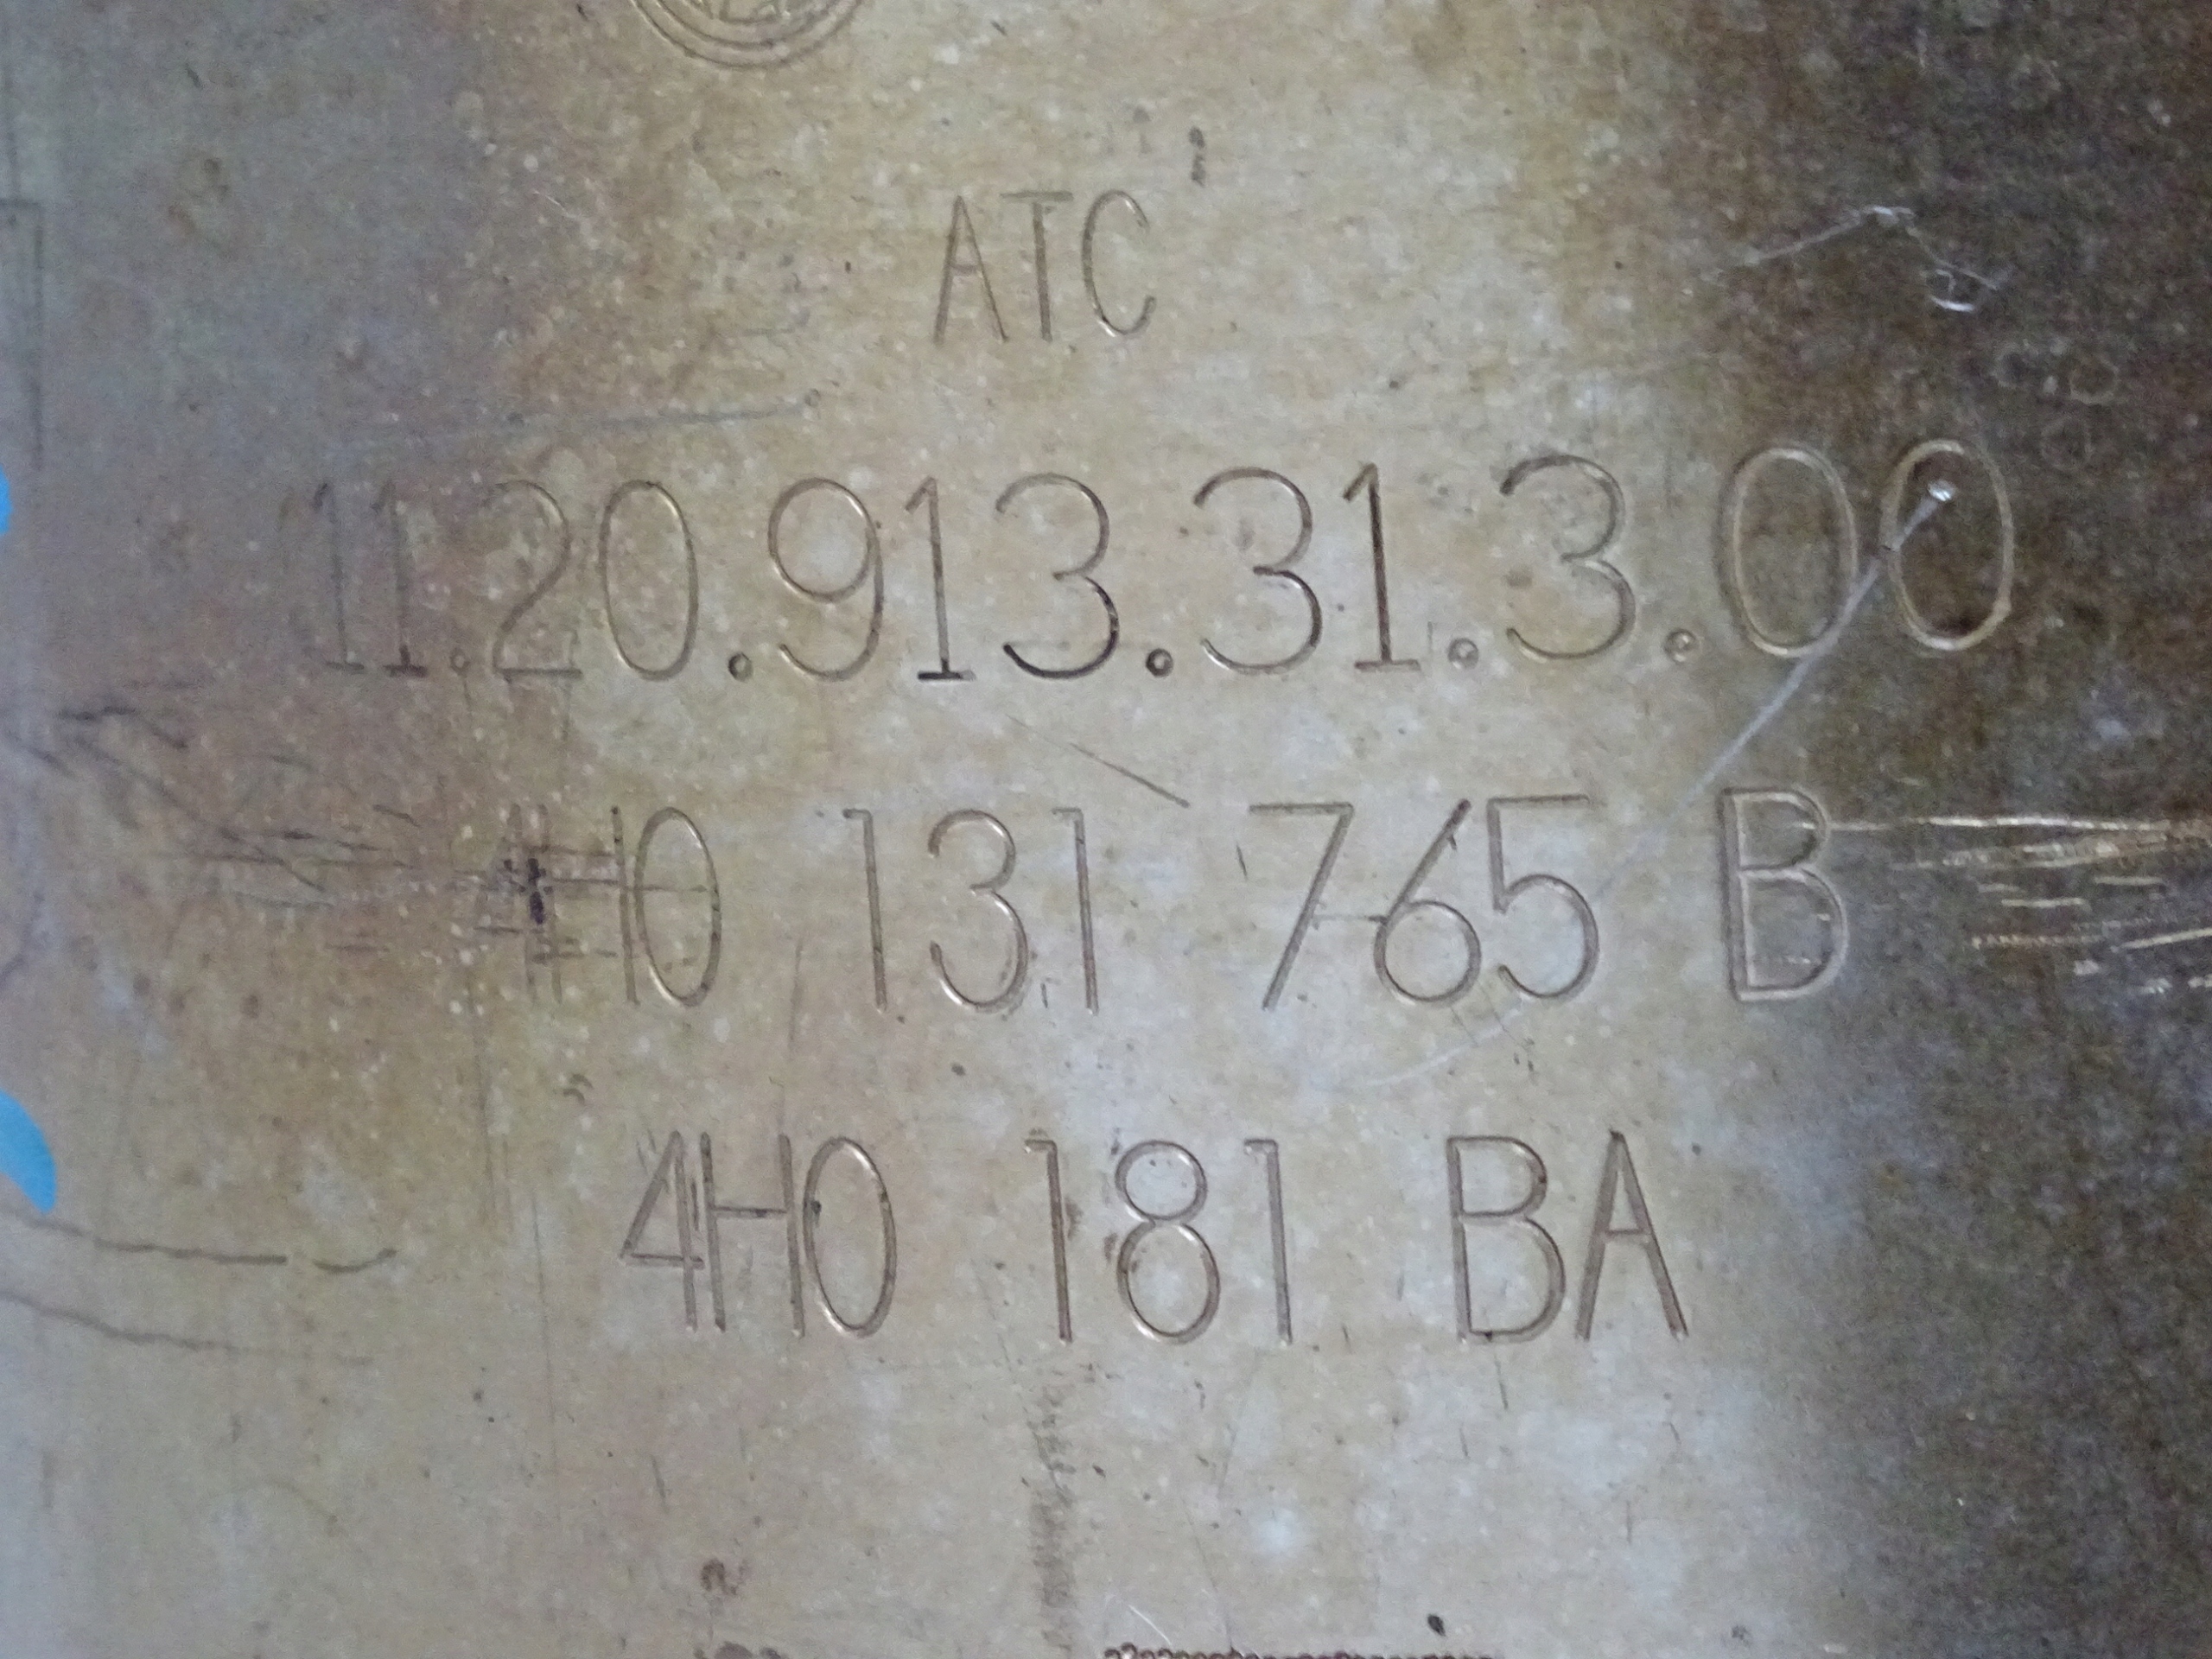 ATC
11.20.913.31.3.00
4H0 131 765 B
4H0 181 BA